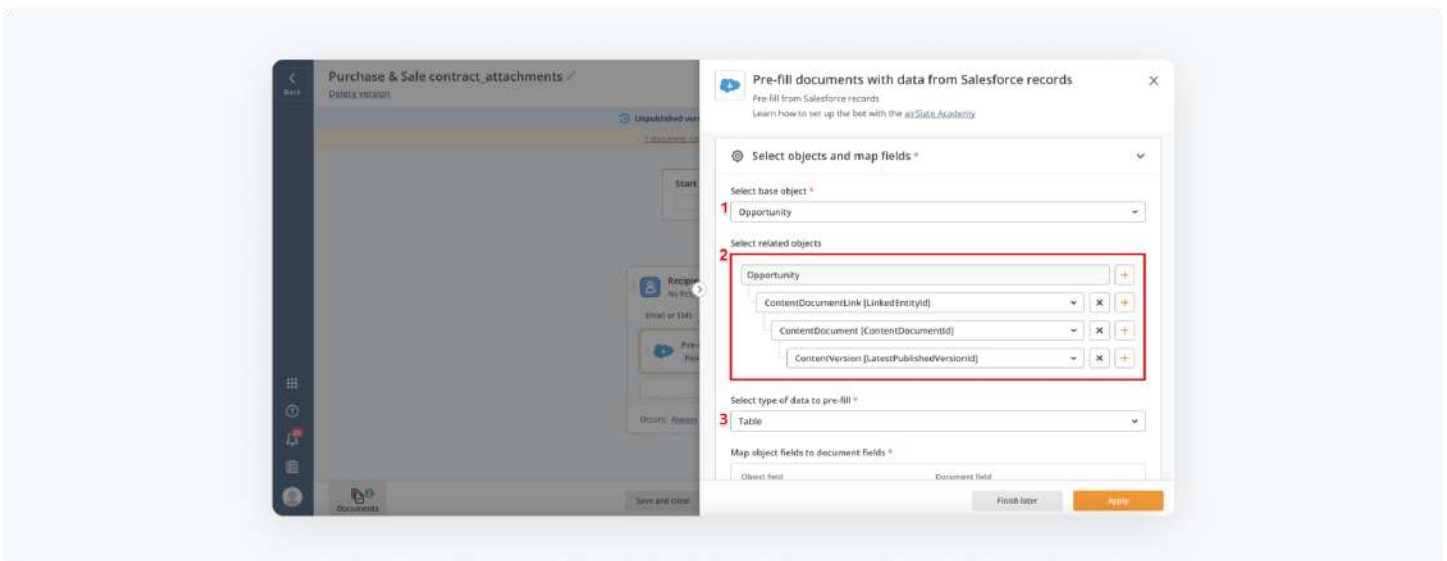 Back
Purchase & Sale contract_attachments
Delete version
Unpublished ver
Start
Recipie
Email or SMS
Pre-
Occurs: Always
Documents
Save and close
Pre-fill documents with data from Salesforce records
Pre-fill from Salesforce records
Learn how to set up the bot with the airSlate Academy
Select objects and map fields *
Select base object *
1
Opportunity
Select related objects
2
Opportunity
ContentDocumentLink [LinkedEntityId]
ContentDocument [ContentDocumentId]
ContentVersion [LatestPublishedVersionId]
Select type of data to pre-fill *
3
Table
Map object fields to document fields *
Object field Document field
Finish later
Apply